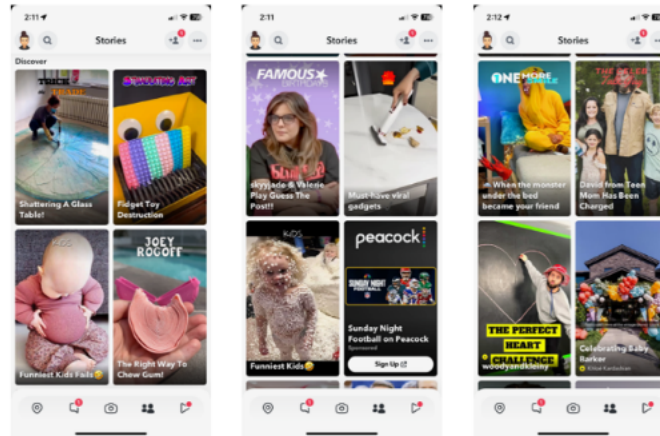 2:11
Stories
Discover
Shattering A Glass
Table!
Fidget Toy
Destruction
KIDS
JOEY
ROGOFF
Funniest Kids Fails🤣
The Right Way To
Chew Gum!
2:11
Stories
FAMOUS
skyyjade & Valerie
Play Guess The
Post!!
Must-have viral
gadgets
KIDS
Funniest Kids🤣
peacock
SUNDAY NIGHT
FOOTBALL
Sunday Night
Football on Peacock
Sponsored
Sign Up
2:12
Stories
ONE MORE
When the monster
under the bed
became your friend
David from Teen
Mom Has Been
Charged
THE PERFECT
HEART
CHALLENGE
woodyandkleiny
Celebrating Baby
Barker
Khloé Kardashian